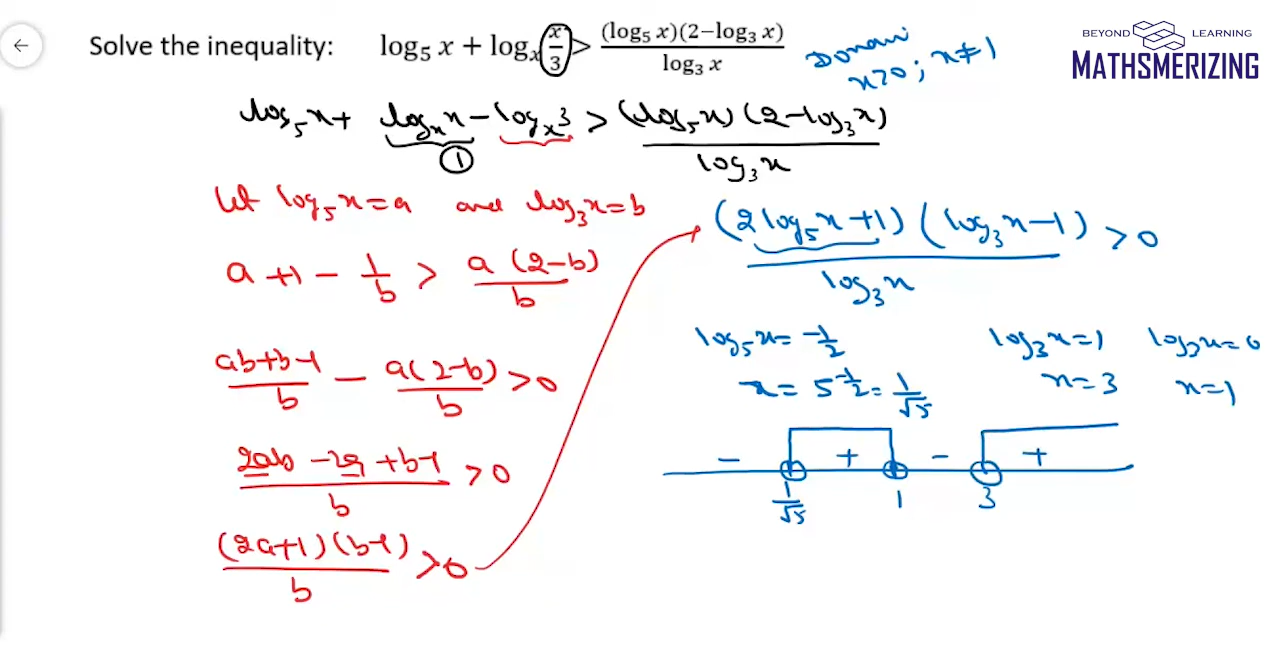 Solve the inequality: log₅ x + logₓ x/3 > (log₅ x)(2−log₃ x)/log₃ x
BEYOND LEARNING
MATHSMERIZING
Domain
x>0; x≠1
log₅x + logₓx − logₓ3 > (log₅x)(2−log₃x)/log₃x
①
Let log₅x=a and log₃x=b
a+1 − 1/b > a(2−b)/b
(ab+b−1)/b − a(2−b)/b >0
(2ab −2a +b−1)/b >0
(2a+1)(b−1)/b >0
(2log₅x+1)(log₃x−1)/log₃x >0
log₅x= −1/2 log₃x=1 log₃x=0
x= 5^(−1/2) = 1/√5 x=3 x=1
− + − +
1/√5 1 3